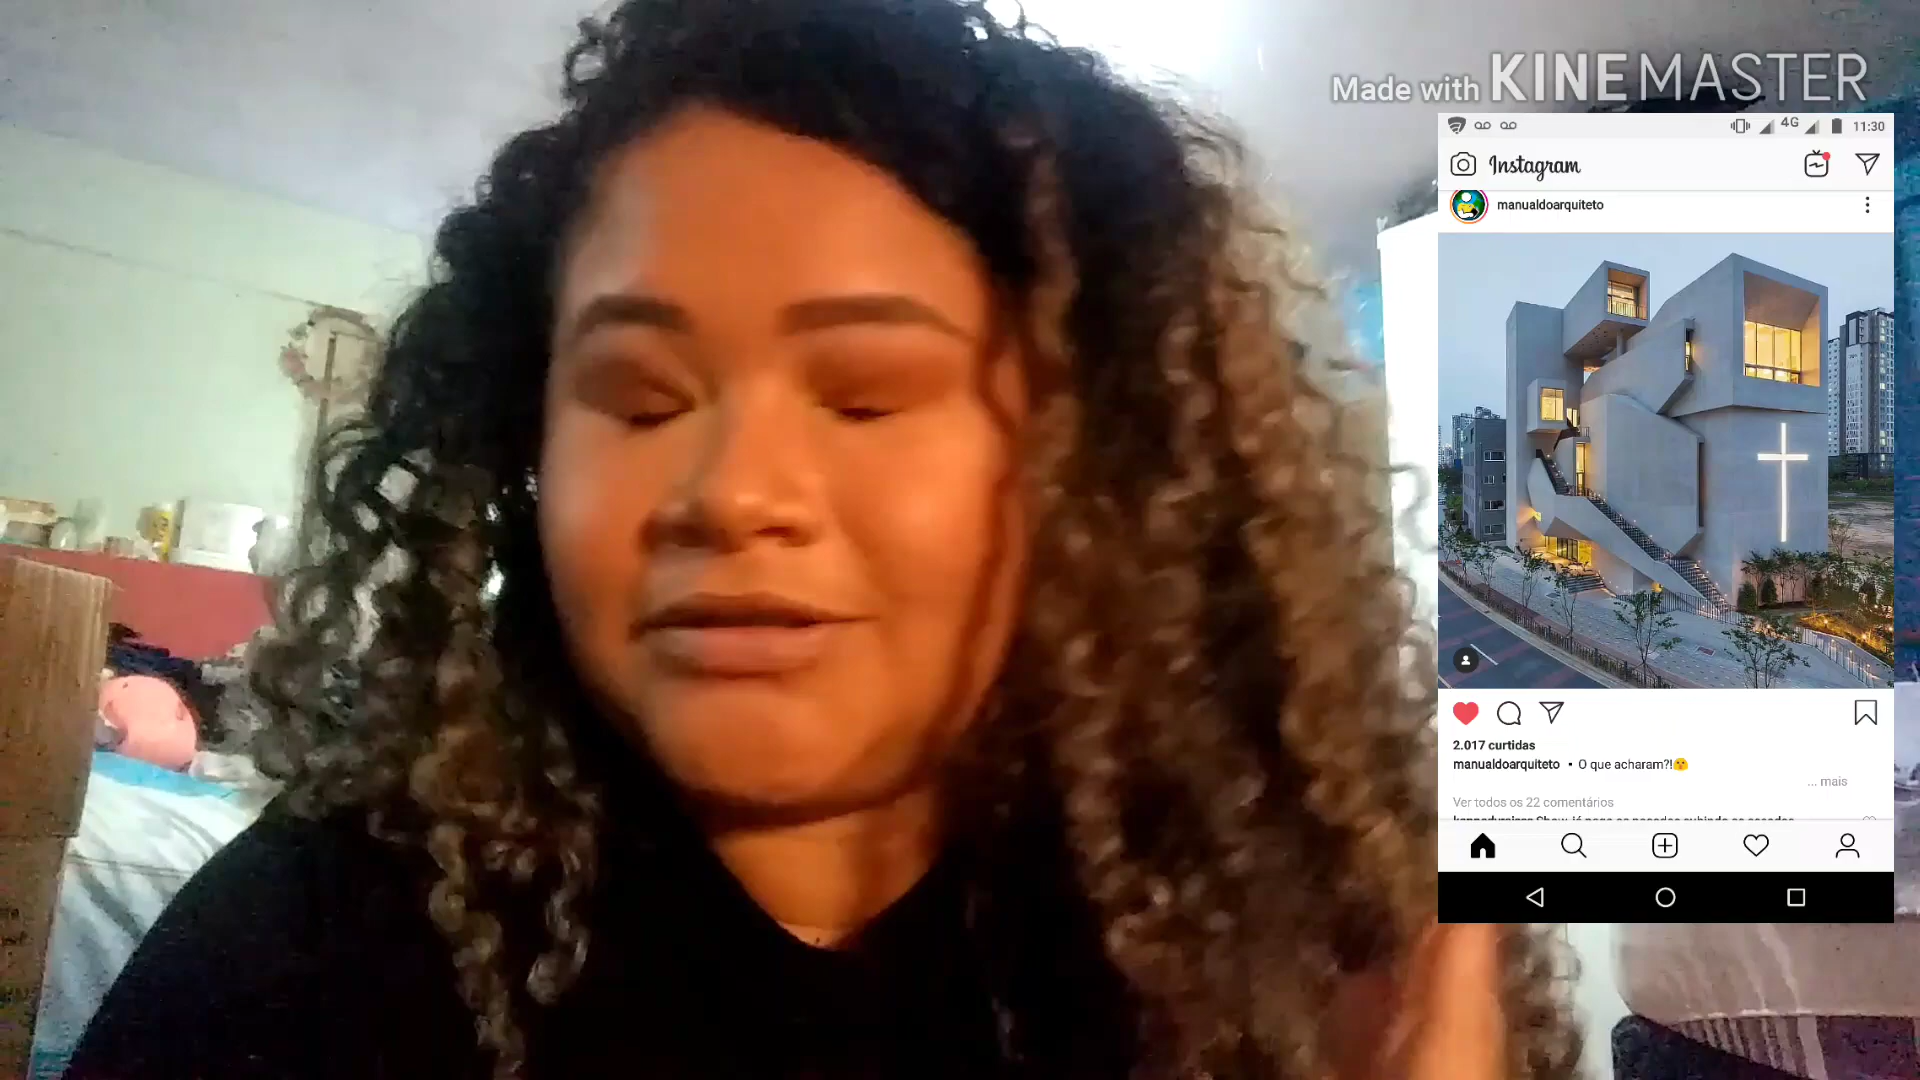 Made with KINEMASTER
4G 11:30
Instagram
manualdoarquiteto
2.017 curtidas
manualdoarquiteto • O que acharam?!
... mais
Ver todos os 22 comentários